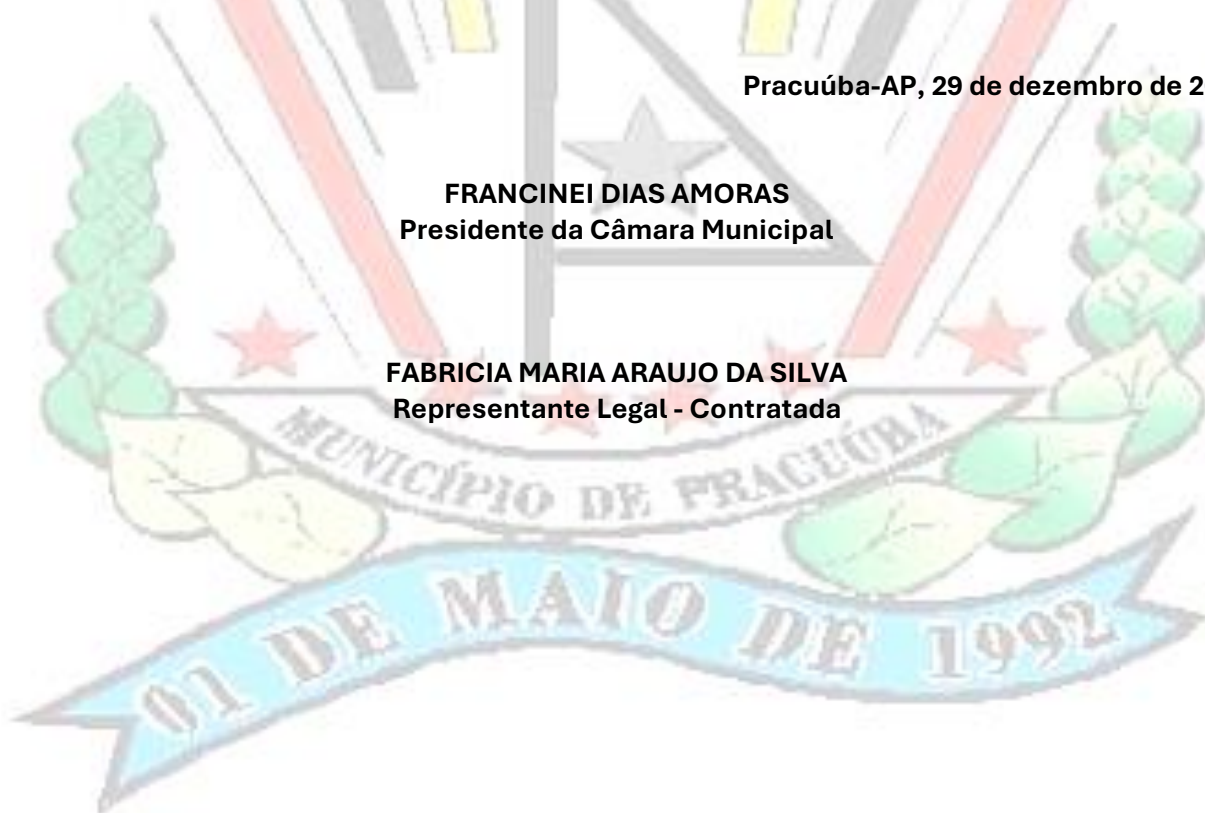 Pracuúba-AP, 29 de dezembro de 2
FRANCINEI DIAS AMORAS
Presidente da Câmara Municipal
FABRICIA MARIA ARAUJO DA SILVA
Representante Legal - Contratada
MUNICÍPIO DE PRACUÚBA
01 DE MAIO DE 1992